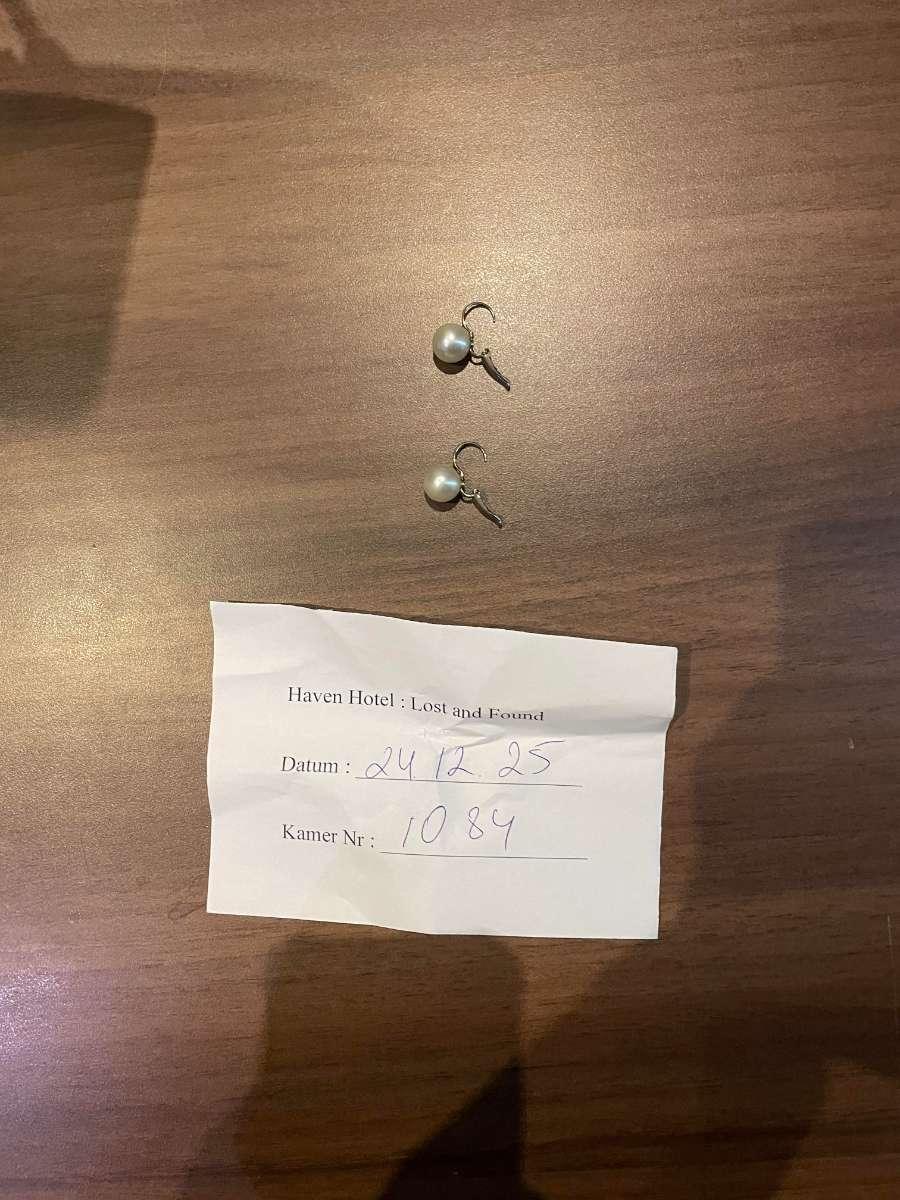 Haven Hotel : Lost and Found
Datum : 24 12. 25
Kamer Nr : 1084